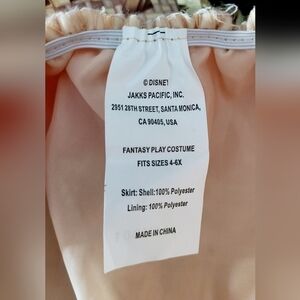 © DISNEY
JAKKS PACIFIC, INC.
2951 28TH STREET, SANTA MONICA,
CA 90405, USA
FANTASY PLAY COSTUME
FITS SIZES 4-6X
Skirt: Shell:100% Polyester
Lining: 100% Polyester
MADE IN CHINA